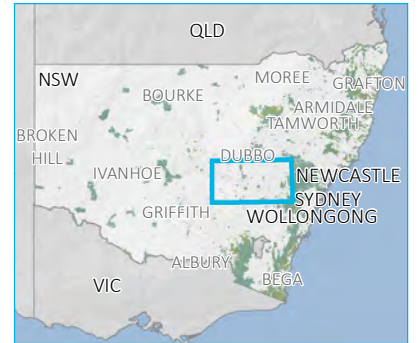 QLD
NSW
MOREE
GRAFTON
BOURKE
ARMIDALE
TAMWORTH
BROKEN
HILL
DUBBO
IVANHOE
NEWCASTLE
SYDNEY
GRIFFITH
WOLLONGONG
ALBURY
VIC
BEGA